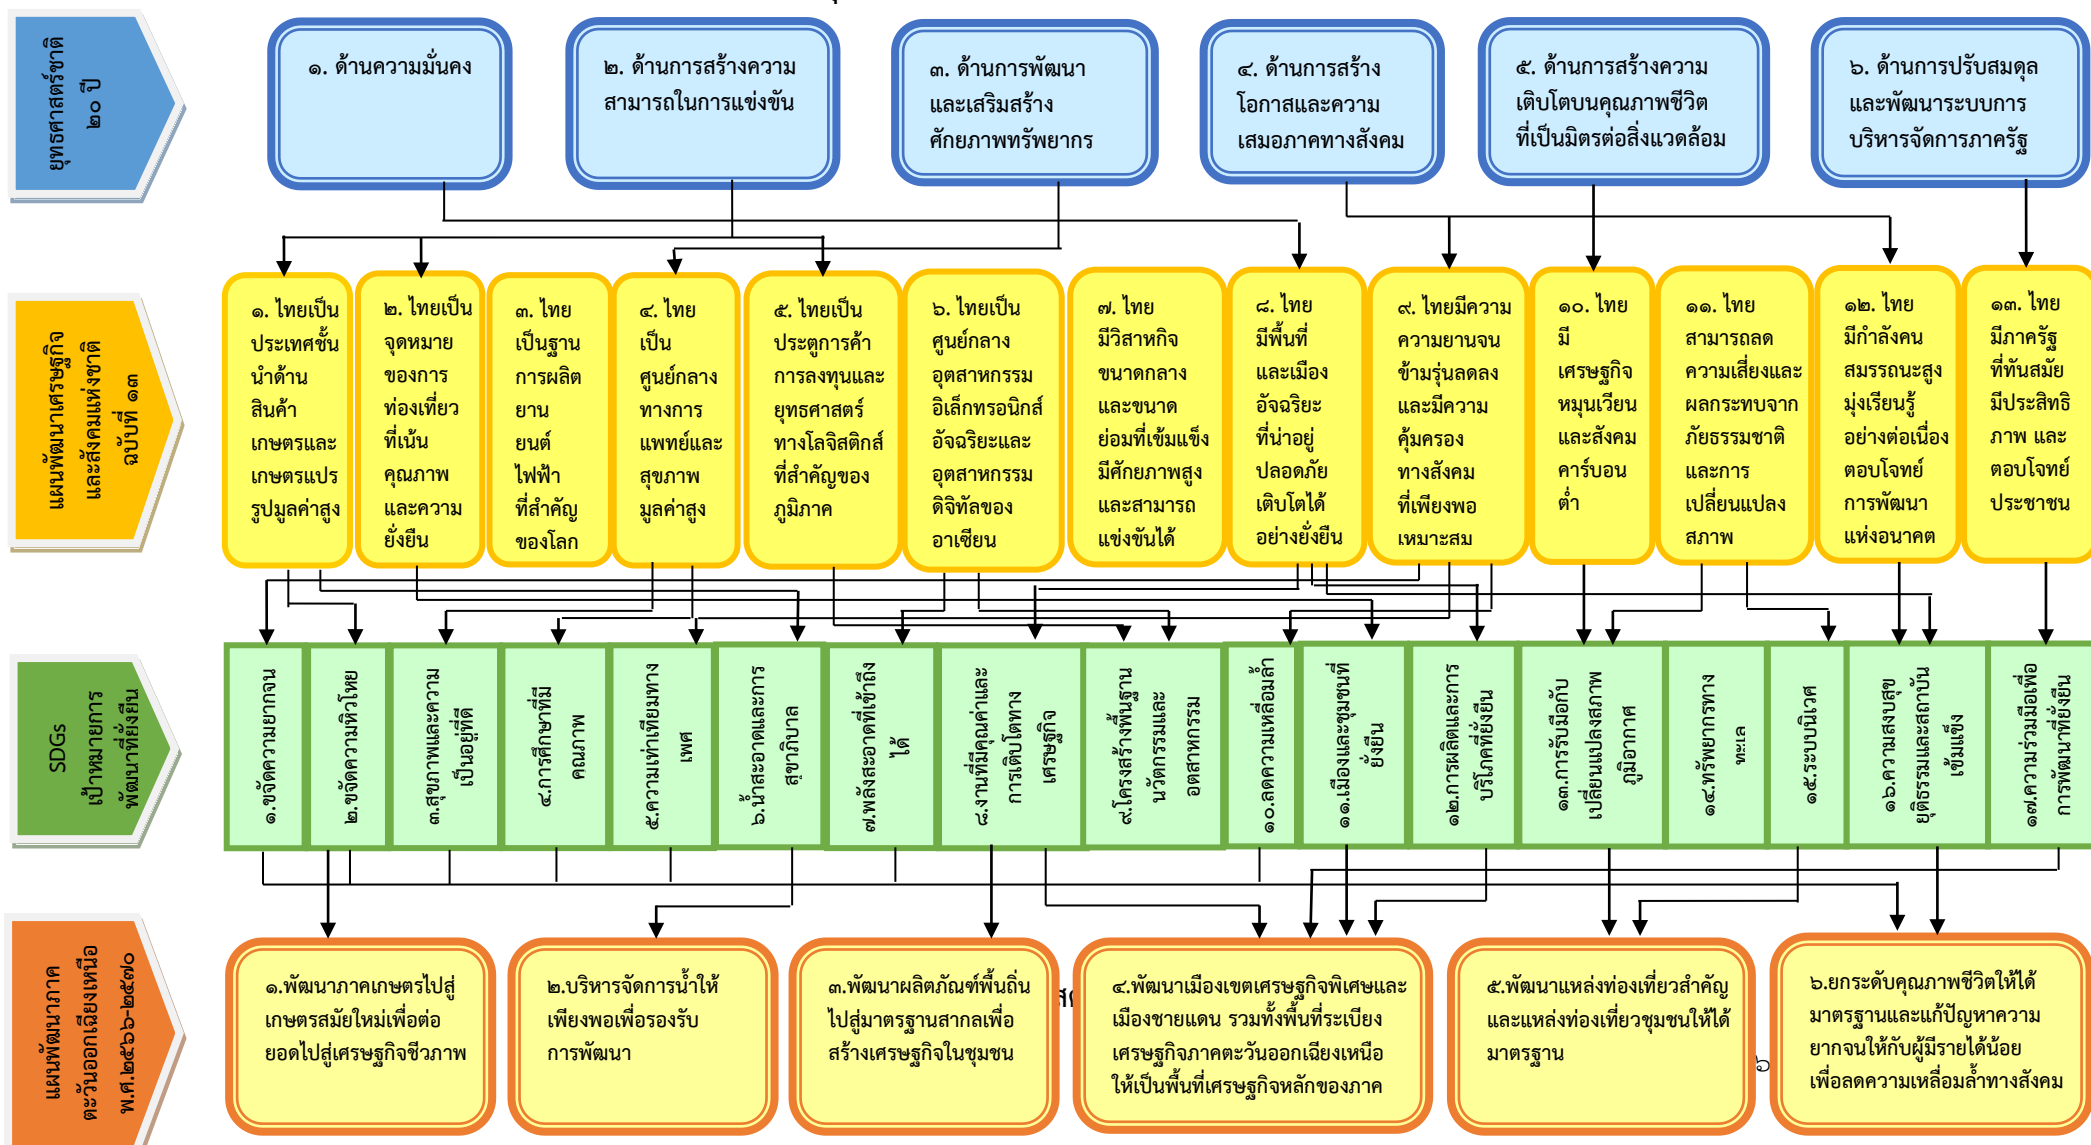 ยุทธศาสตร์ชาติ
๒๐ ปี
๑. ด้านความมั่นคง
๒. ด้านการสร้างความ
สามารถในการแข่งขัน
๓. ด้านการพัฒนา
และเสริมสร้าง
ศักยภาพทรัพยากร
๔. ด้านการสร้าง
โอกาสและความ
เสมอภาคทางสังคม
๕. ด้านการสร้างความ
เติบโตบนคุณภาพชีวิต
ที่เป็นมิตรต่อสิ่งแวดล้อม
๖. ด้านการปรับสมดุล
และพัฒนาระบบการ
บริหารจัดการภาครัฐ
แผนพัฒนาเศรษฐกิจ
และสังคมแห่งชาติ
ฉบับที่ ๑๓
๑. ไทยเป็น
ประเทศชั้น
นำด้าน
สินค้า
เกษตรและ
เกษตรแปร
รูปมูลค่าสูง
๒. ไทยเป็น
จุดหมาย
ของการ
ท่องเที่ยว
ที่เน้น
คุณภาพ
และความ
ยั่งยืน
๓. ไทย
เป็นฐาน
การผลิต
ยาน
ยนต์
ไฟฟ้า
ที่สำคัญ
ของโลก
๔. ไทย
เป็น
ศูนย์กลาง
ทางการ
แพทย์และ
สุขภาพ
มูลค่าสูง
๕. ไทยเป็น
ประตูการค้า
การลงทุนและ
ยุทธศาสตร์
ทางโลจิสติกส์
ที่สำคัญของ
ภูมิภาค
๖. ไทยเป็น
ศูนย์กลาง
อุตสาหกรรม
อิเล็กทรอนิกส์
อัจฉริยะและ
อุตสาหกรรม
ดิจิทัลของ
อาเซียน
๗. ไทย
มีวิสาหกิจ
ขนาดกลาง
และขนาด
ย่อมที่เข้มแข็ง
มีศักยภาพสูง
และสามารถ
แข่งขันได้
๘. ไทย
มีพื้นที่
และเมือง
อัจฉริยะ
ที่น่าอยู่
ปลอดภัย
เติบโตได้
อย่างยั่งยืน
๙. ไทยมีความ
ความยานจน
ข้ามรุ่นลดลง
และมีความ
คุ้มครอง
ทางสังคม
ที่เพียงพอ
เหมาะสม
๑๐. ไทย
มี
เศรษฐกิจ
หมุนเวียน
และสังคม
คาร์บอน
ต่ำ
๑๑. ไทย
สามารถลด
ความเสี่ยงและ
ผลกระทบจาก
ภัยธรรมชาติ
และการ
เปลี่ยนแปลง
สภาพ
๑๒. ไทย
มีกำลังคน
สมรรถนะสูง
มุ่งเรียนรู้
อย่างต่อเนื่อง
ตอบโจทย์
การพัฒนา
แห่งอนาคต
๑๓. ไทย
มีภาครัฐ
ที่ทันสมัย
มีประสิทธิ
ภาพ และ
ตอบโจทย์
ประชาชน
SDGs
เป้าหมายการ
พัฒนาที่ยั่งยืน
๑.ขจัดความยากจน
๒.ขจัดความหิวโหย
๓.สุขภาพและความ
เป็นอยู่ที่ดี
๔.การศึกษาที่มี
คุณภาพ
๕.ความเท่าเทียมทาง
เพศ
๖.น้ำสะอาดและการ
สุขาภิบาล
๗.พลังสะอาดที่เข้าถึง
ได้
๘.งานที่มีคุณค่าและ
การเติบโตทาง
เศรษฐกิจ
๙.โครงสร้างพื้นฐาน
นวัตกรรมและ
อุตสาหกรรม
๑๐.ลดความเหลื่อมล้ำ
๑๑.เมืองและชุมชนที่
ยั่งยืน
๑๒.การผลิตและการ
บริโภคที่ยั่งยืน
๑๓.การรับมือกับ
เปลี่ยนแปลงสภาพ
ภูมิอากาศ
๑๔.ทรัพยากรทาง
ทะเล
๑๕.ระบบนิเวศ
๑๖.ความสงบสุข
ยุติธรรมและสถาบัน
เข้มแข็ง
๑๗.ความร่วมมือเพื่อ
การพัฒนาที่ยั่งยืน
แผนพัฒนาภาค
ตะวันออกเฉียงเหนือ
พ.ศ.๒๕๖๖-๒๕๗๐
๑.พัฒนาภาคเกษตรไปสู่
เกษตรสมัยใหม่เพื่อต่อ
ยอดไปสู่เศรษฐกิจชีวภาพ
๒.บริหารจัดการน้ำให้
เพียงพอเพื่อรองรับ
การพัฒนา
๓.พัฒนาผลิตภัณฑ์พื้นถิ่น
ไปสู่มาตรฐานสากลเพื่อ
สร้างเศรษฐกิจในชุมชน
๔.พัฒนาเมืองเขตเศรษฐกิจพิเศษและ
เมืองชายแดน รวมทั้งพื้นที่ระเบียง
เศรษฐกิจภาคตะวันออกเฉียงเหนือ
ให้เป็นพื้นที่เศรษฐกิจหลักของภาค
๕.พัฒนาแหล่งท่องเที่ยวสำคัญ
และแหล่งท่องเที่ยวชุมชนให้ได้
มาตรฐาน
๖
๖.ยกระดับคุณภาพชีวิตให้ได้
มาตรฐานและแก้ปัญหาความ
ยากจนให้กับผู้มีรายได้น้อย
เพื่อลดความเหลื่อมล้ำทางสังคม